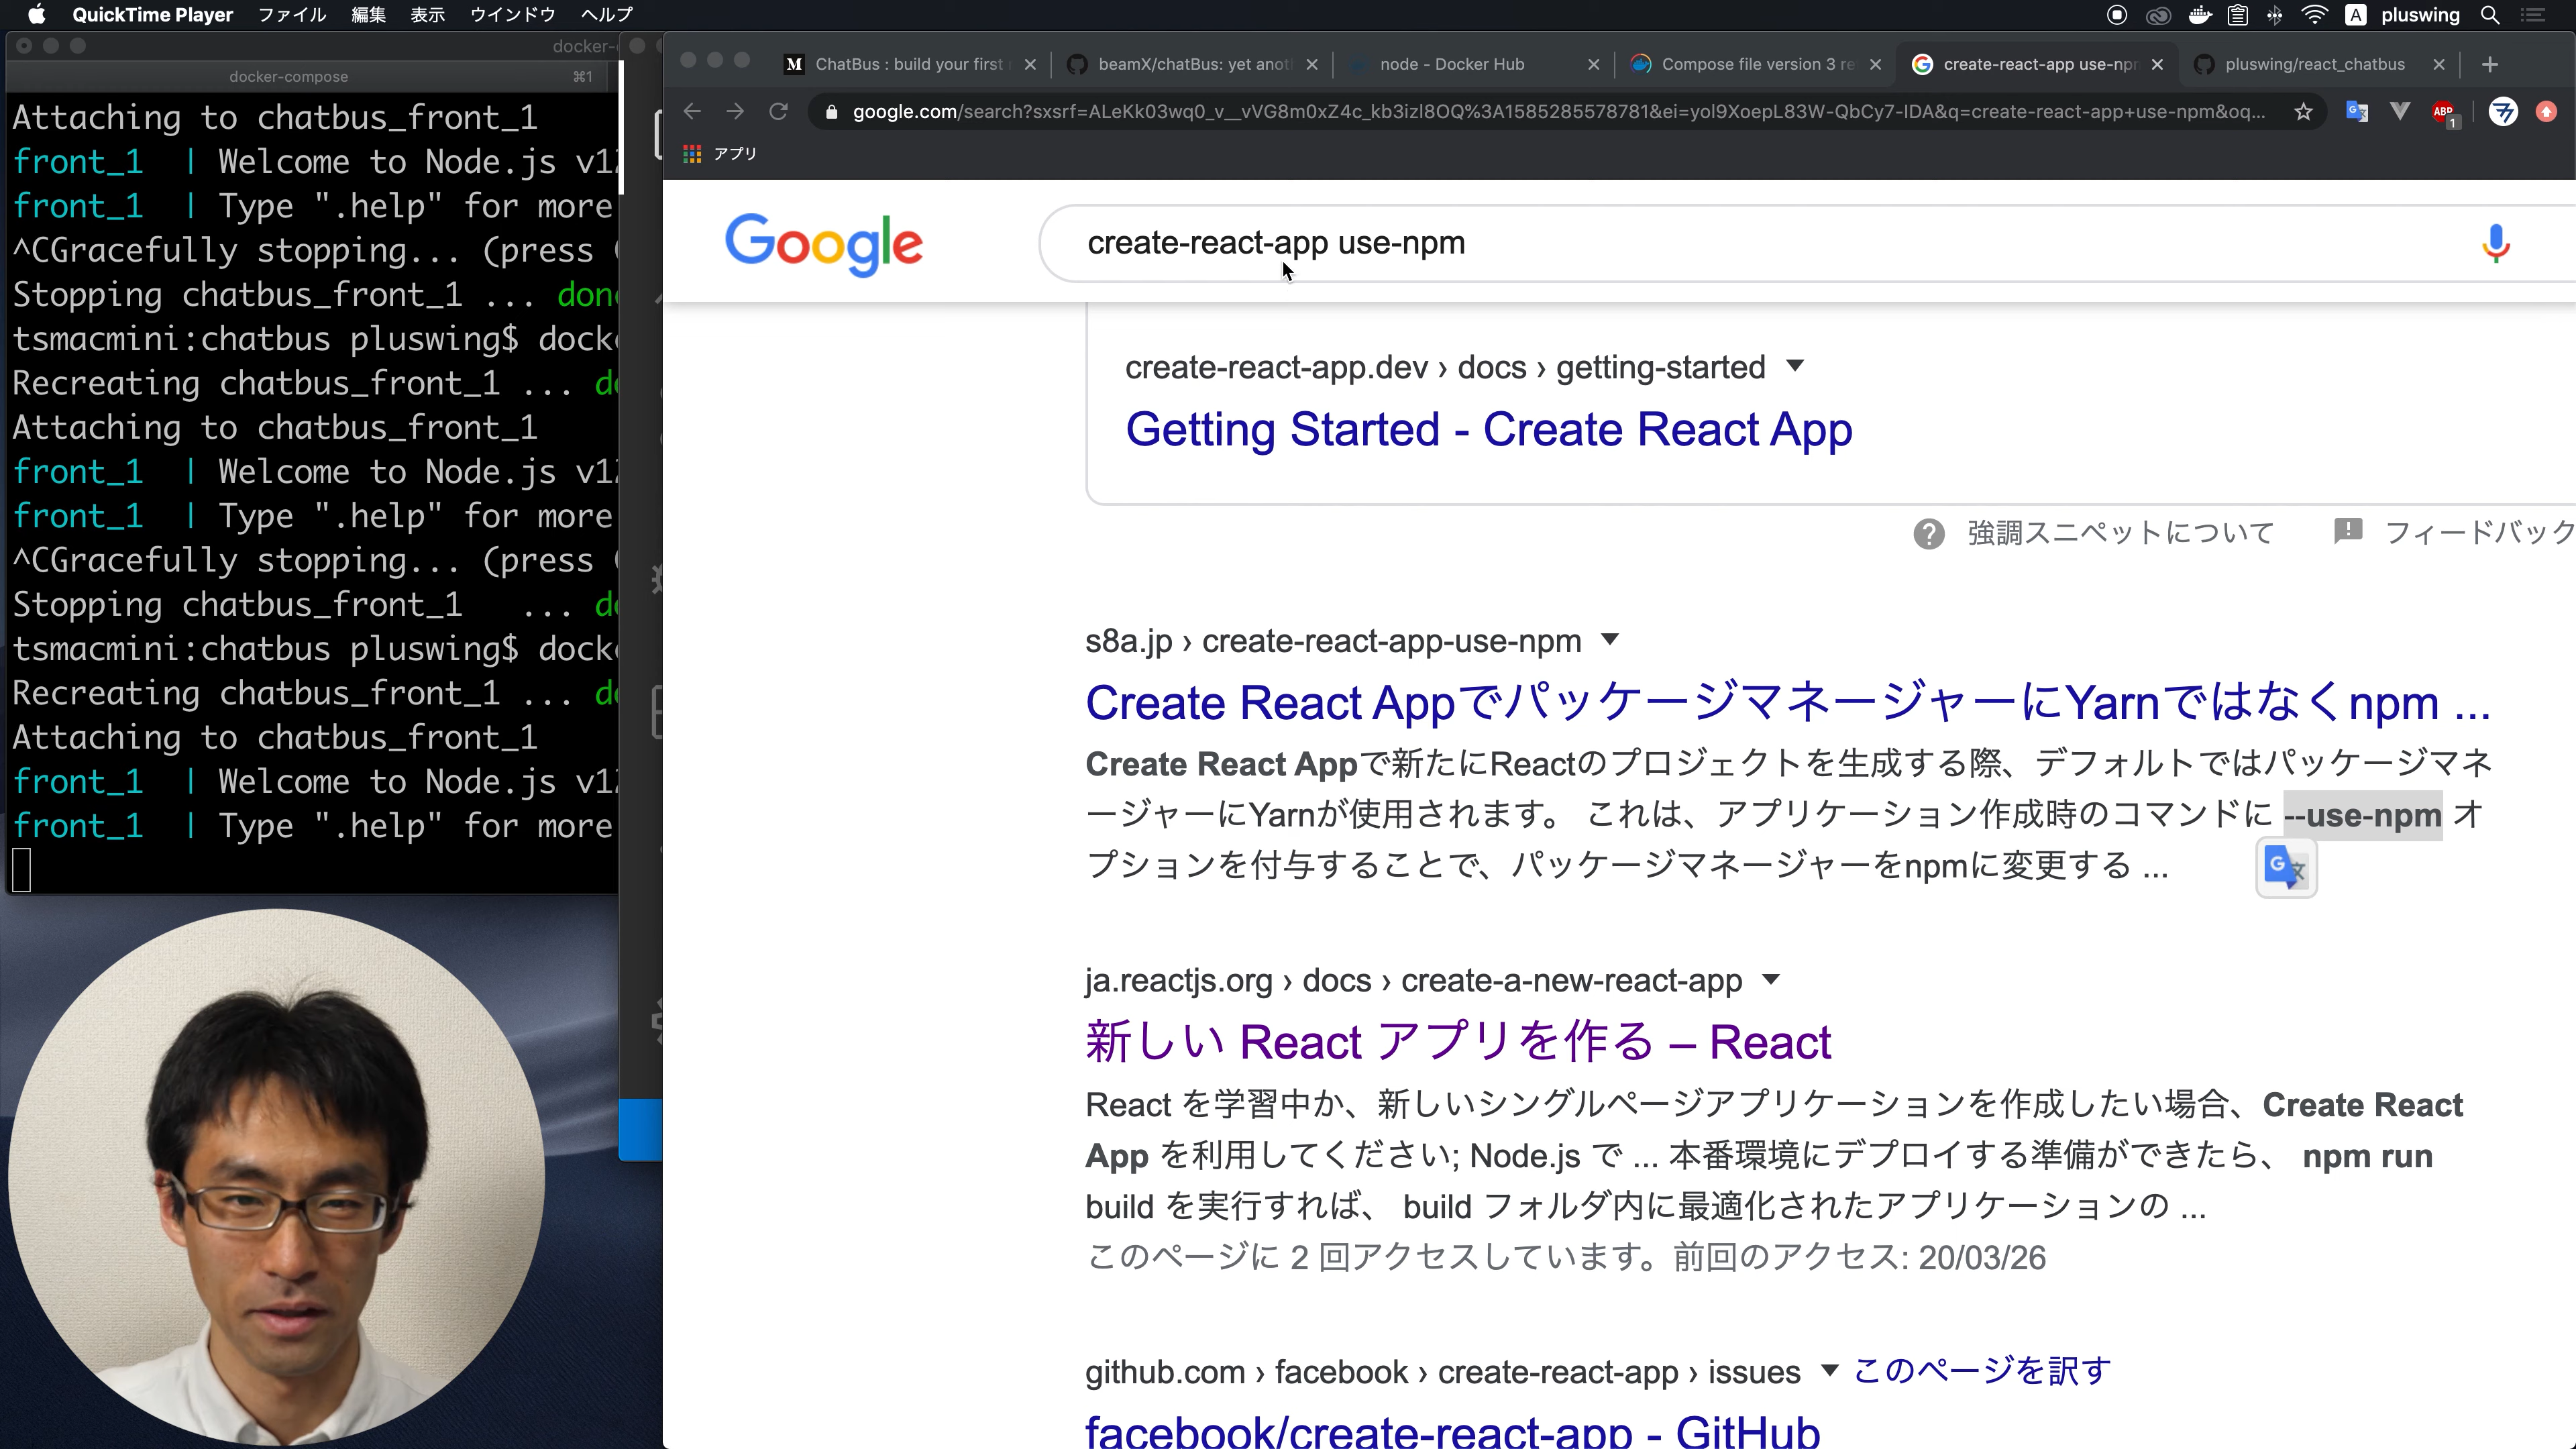 QuickTime Player ファイル 編集 表示 ウインドウ ヘルプ
A pluswing
docker-
docker-compose ⌘1
Attaching to chatbus_front_1
front_1 | Welcome to Node.js
front_1 | Type ".help" for more
^CGracefully stopping... (press
Stopping chatbus_front_1 ...
tsmacmini:chatbus pluswing$
Recreating chatbus_front_1 ...
Attaching to chatbus_front_1
front_1 | Welcome to Node.js
front_1 | Type ".help" for more
^CGracefully stopping... (press
Stopping chatbus_front_1 ...
tsmacmini:chatbus pluswing$
Recreating chatbus_front_1 ...
Attaching to chatbus_front_1
front_1 | Welcome to Node.js
front_1 | Type ".help" for more
M ChatBus : build your first
beamX/chatBus: yet
node - Docker Hub
Compose file version 3
create-react-app
pluswing/react_chatbus
google.com/search?sxsrf=ALeKk03wq0_v__vVG8m0xZ4c_kb3izl8OQ%3A1585285578781&ei=yol9XoepL83W-QbCy7-IDA&q=create-react-app+use-npm&oq...
ABP
1
アプリ
Google
create-react-app use-npm
create-react-app.dev › docs › getting-started
Getting Started - Create React App
強調スニペットについて
フィードバック
s8a.jp › create-react-app-use-npm
Create React AppでパッケージマネージャーにYarnではなくnpm ...
Create React Appで新たにReactのプロジェクトを生成する際、デフォルトではパッケージマネ
ージャーにYarnが使用されます。 これは、アプリケーション作成時のコマンドに --use-npm オ
プションを付与することで、パッケージマネージャーをnpmに変更する ...
ja.reactjs.org › docs › create-a-new-react-app
新しい React アプリを作る – React
React を学習中か、新しいシングルページアプリケーションを作成したい場合、Create React
App を利用してください; Node.js で ... 本番環境にデプロイする準備ができたら、 npm run
build を実行すれば、 build フォルダ内に最適化されたアプリケーションの ...
このページに 2 回アクセスしています。前回のアクセス: 20/03/26
github.com › facebook › create-react-app › issues このページを訳す
facebook/create-react-app - GitHub